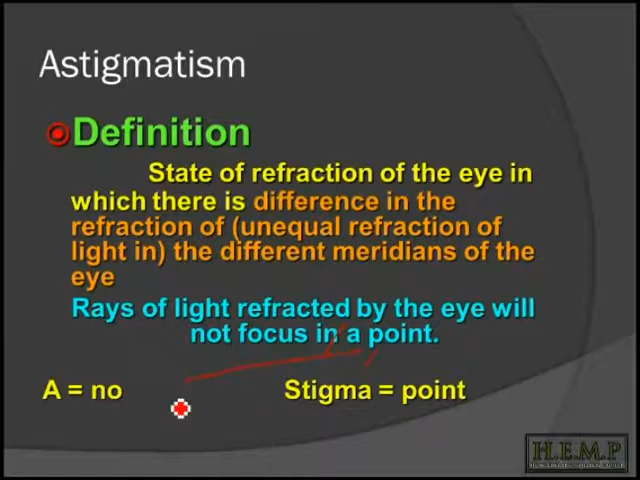 Astigmatism
Definition
State of refraction of the eye in
which there is difference in the
refraction of (unequal refraction of
light in) the different meridians of the
eye
Rays of light refracted by the eye will
not focus in a point.
A = no Stigma = point
H.E.M.P